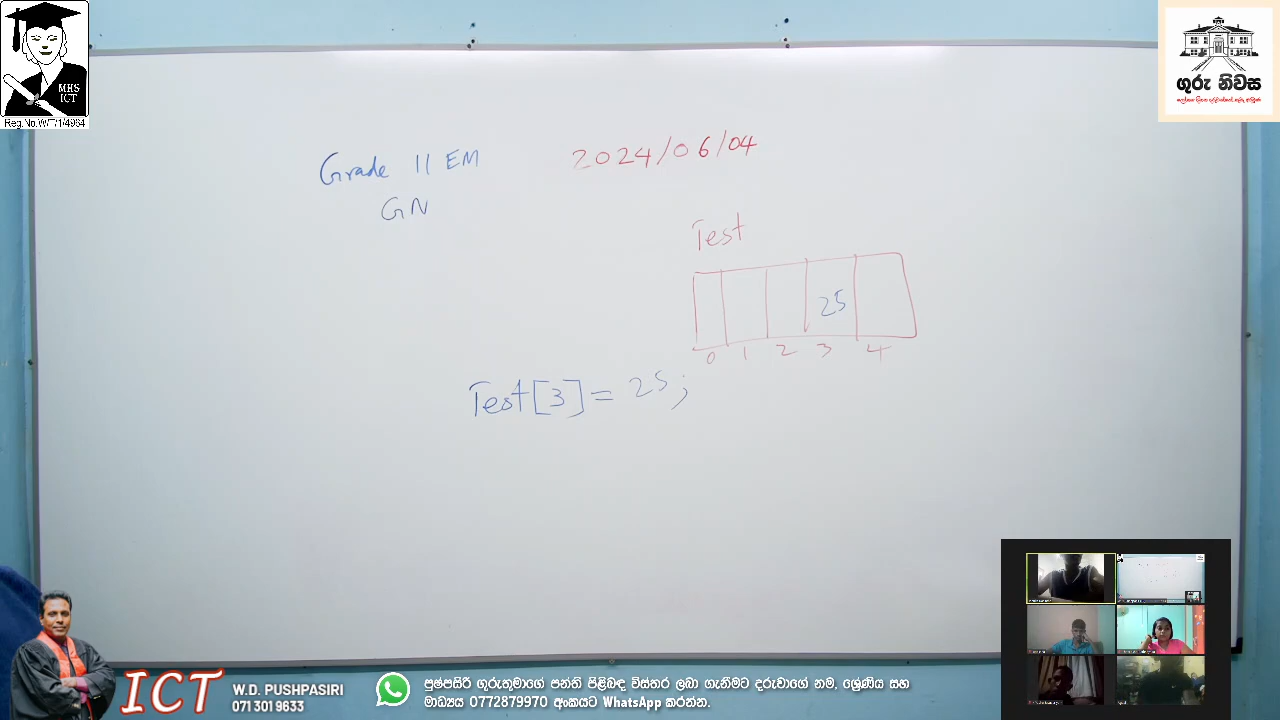 MHS
ICT
Reg.No.W/T/1/4964
ගුරු නිවස
Grade 11 EM 2024/06/04
GN
Test
25
0 1 2 3 4
Test[3] = 25;
ICT W.D. PUSHPASIRI
071 301 9633
පුෂ්පසිරි ගුරුතුමාගේ පන්ති පිළිබඳ විස්තර ලබා ගැනීමට දරුවාගේ නම, ශ්‍රේණිය සහ
මාධ්‍යය 0772879970 අංකයට WhatsApp කරන්න.